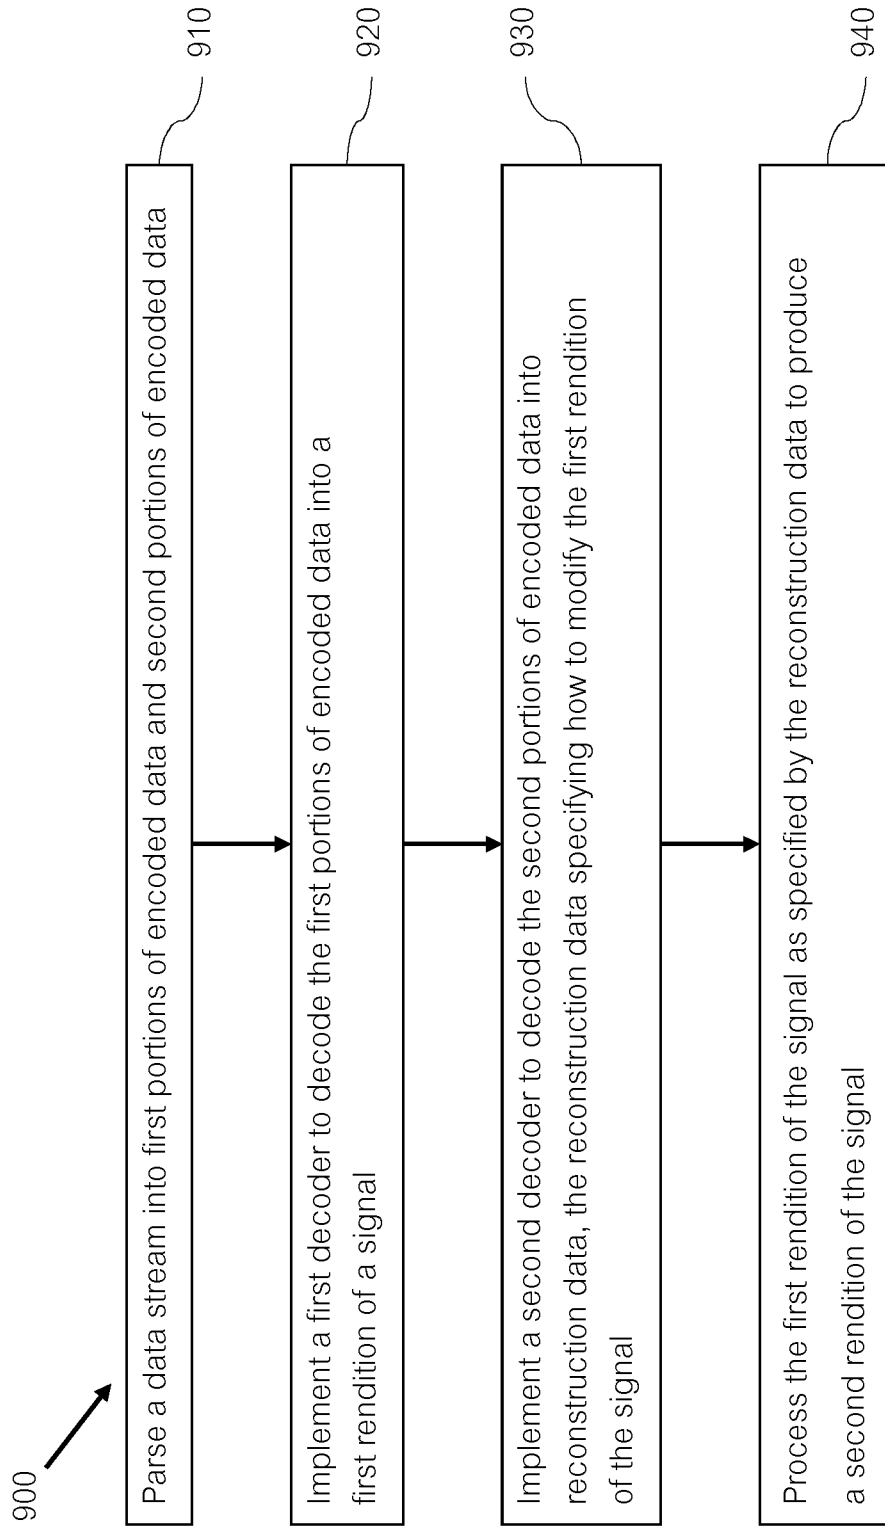 900
Parse a data stream into first portions of encoded data and second portions of encoded data
910
Implement a first decoder to decode the first portions of encoded data into a
first rendition of a signal
920
Implement a second decoder to decode the second portions of encoded data into
reconstruction data, the reconstruction data specifying how to modify the first rendition
of the signal
930
Process the first rendition of the signal as specified by the reconstruction data to produce
a second rendition of the signal
940